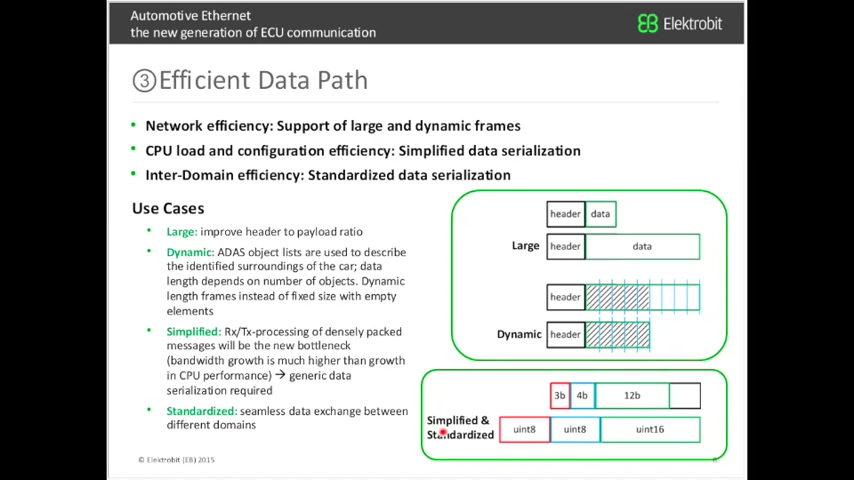 Automotive Ethernet
the new generation of ECU communication
EB Elektrobit
③Efficient Data Path
• Network efficiency: Support of large and dynamic frames
• CPU load and configuration efficiency: Simplified data serialization
• Inter-Domain efficiency: Standardized data serialization
Use Cases
• Large: improve header to payload ratio
• Dynamic: ADAS object lists are used to describe
the identified surroundings of the car; data
length depends on number of objects. Dynamic
length frames instead of fixed size with empty
elements
• Simplified: Rx/Tx-processing of densely packed
messages will be the new bottleneck
(bandwidth growth is much higher than growth
in CPU performance) → generic data
serialization required
• Standardized: seamless data exchange between
different domains
header data
Large header data
header
Dynamic header
3b 4b 12b
Simplified &
Standardized
uint8 uint8 uint16
© Elektrobit (EB) 2015